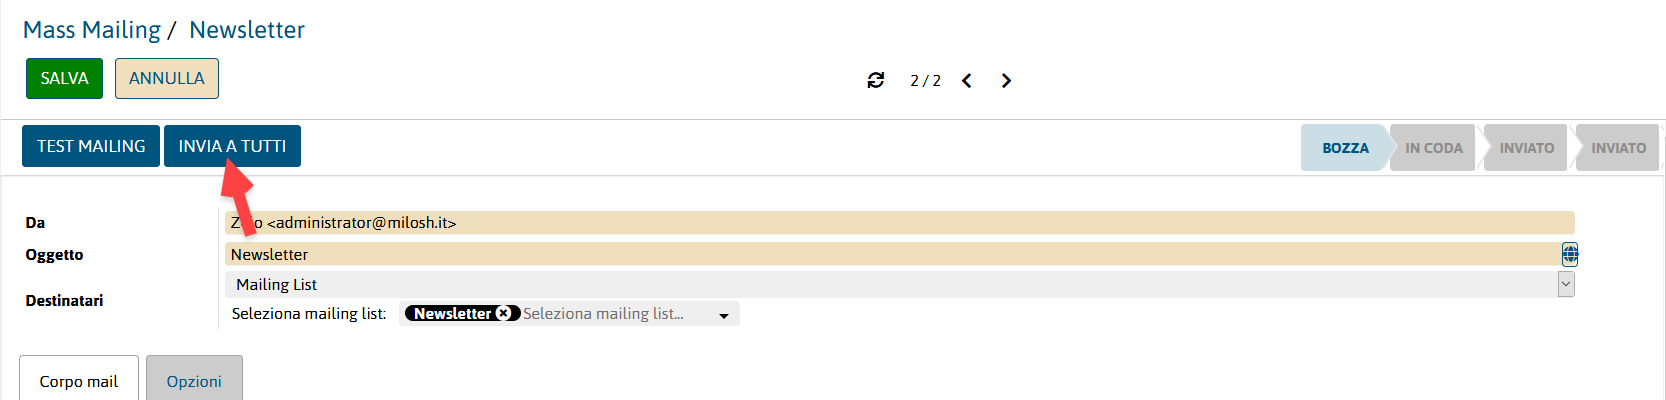 Mass Mailing / Newsletter
SALVA ANNULLA 2 / 2
TEST MAILING INVIA A TUTTI BOZZA IN CODA INVIATO INVIATO
Da <administrator@milosh.it>
Oggetto Newsletter
Mailing List
Destinatari
Seleziona mailing list: Newsletter Seleziona mailing list...
Corpo mail Opzioni